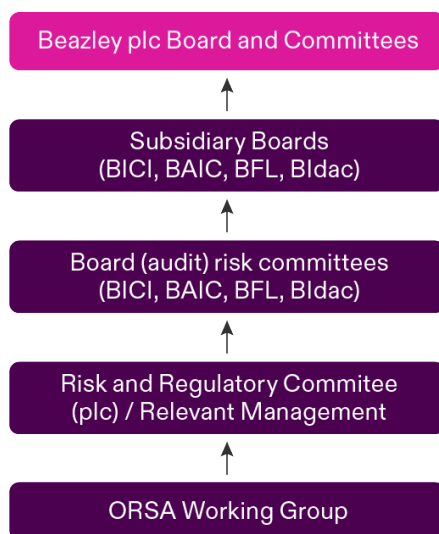 Beazley plc Board and Committees
Subsidiary Boards
(BICI, BAIC, BFL, BIdac)
Board (audit) risk committees
(BICI, BAIC, BFL, BIdac)
Risk and Regulatory Commitee
(plc) / Relevant Management
ORSA Working Group